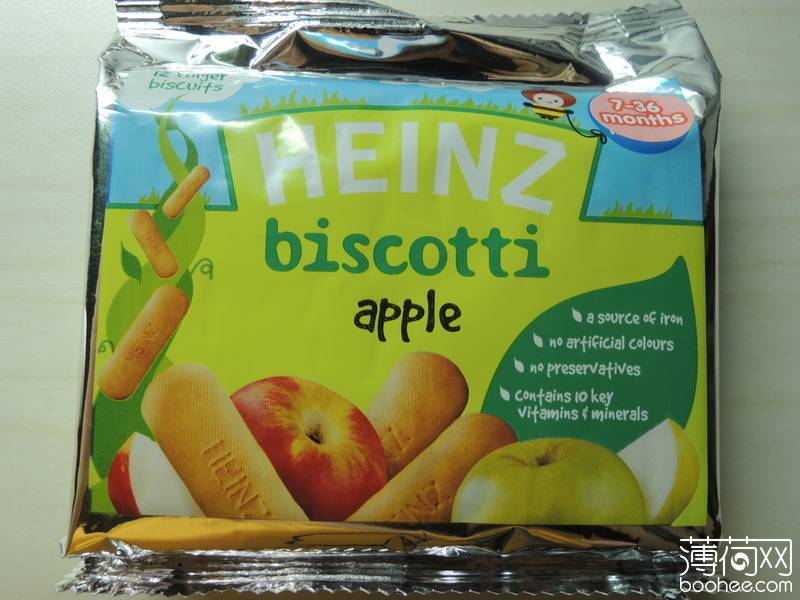 12 finger
biscuits
7-36
months
HEINZ
biscotti
apple
a source of iron
no artificial colours
no preservatives
contains 10 key
vitamins & minerals
HEINZ
HEINZ
HEINZ
薄荷网
boohee.com